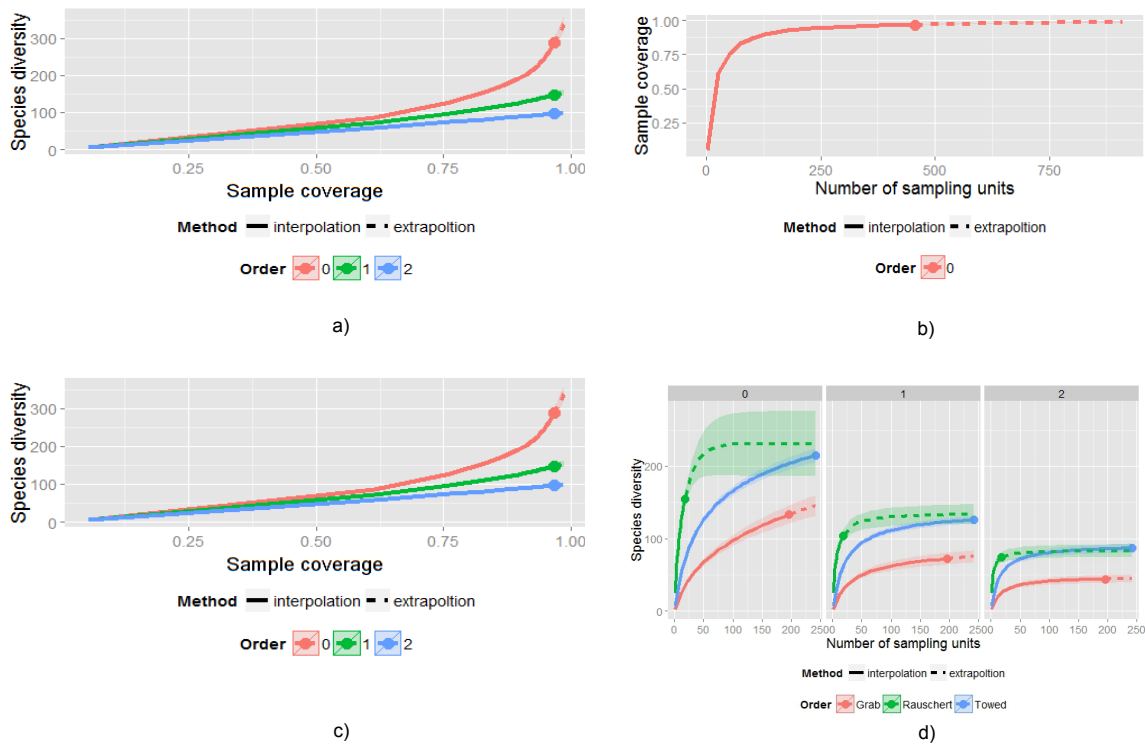 a)
Species diversity
300
200
100
0
0.25
0.50
0.75
1.00
Sample coverage
Method interpolation extrapoltion
Order 0 1 2
b)
Sample coverage
1.00
0.75
0.50
0.25
0
250
500
750
Number of sampling units
Method interpolation extrapoltion
Order 0
a)
b)
Species diversity
300
200
100
0
0.25
0.50
0.75
1.00
Sample coverage
Method interpolation extrapoltion
Order 0 1 2
c)
0 1 2
Species diversity
200
100
0
0 50 100 150 200 250 0 50 100 150 200 250 0 50 100 150 200 250
Number of sampling units
Method interpolation extrapoltion
Order Grab Rauschert Towed
d)